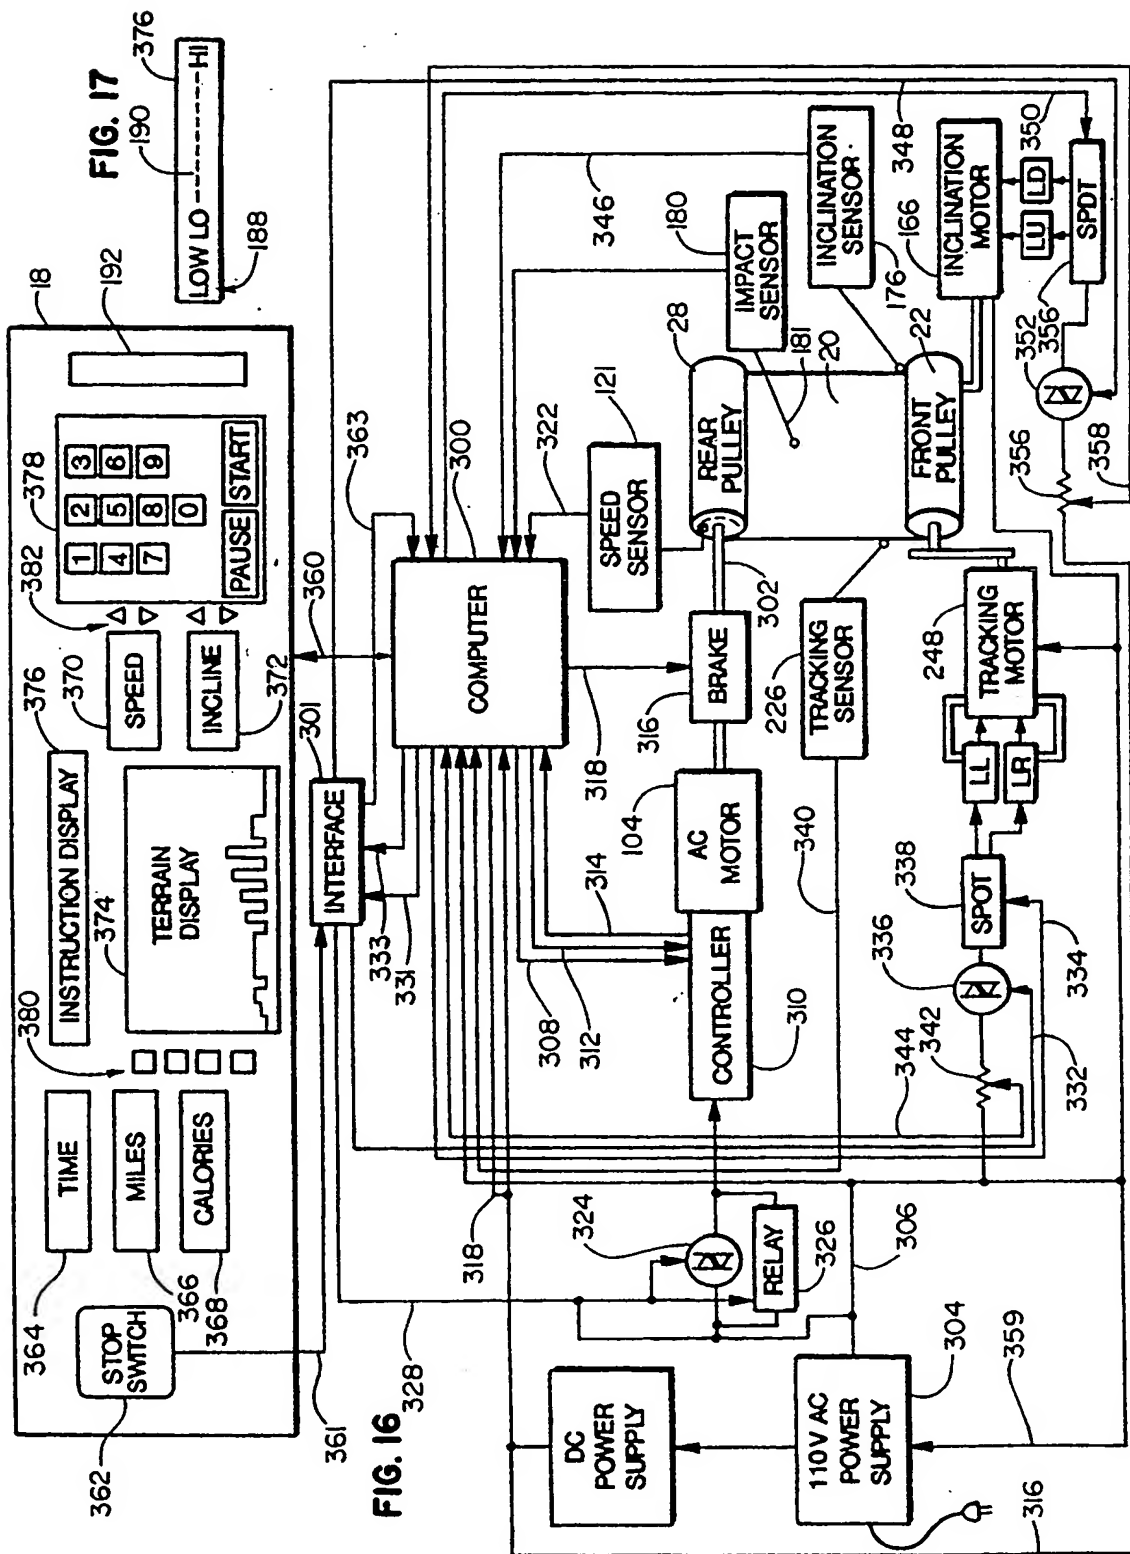 FIG. 17
376
190
LOW LO ---------- HI
188
18
192
378
1 2 3
4 5 6
7 8 9
0
PAUSE START
382
370
SPEED
INCLINE
372
376
INSTRUCTION DISPLAY
374
TERRAIN
DISPLAY
380
TIME
364
MILES
366
CALORIES
368
STOP
SWITCH
362
361
FIG. 16
301
INTERFACE
363
360
333
331
328
300
COMPUTER
322
121
SPEED
SENSOR
346
180
IMPACT
SENSOR
181
INCLINATION
SENSOR
176
28
REAR
PULLEY
20
22
FRONT
PULLEY
166
INCLINATION
MOTOR
348
350
LU
LD
SPDT
356
352
356
358
302
BRAKE
316
318
104
AC
MOTOR
314
312
308
CONTROLLER
310
226
TRACKING
SENSOR
340
248
TRACKING
MOTOR
LL
LR
338
SPOT
336
334
332
342
344
318
324
RELAY
326
306
DC
POWER
SUPPLY
110 V AC
POWER
SUPPLY
304
359
316